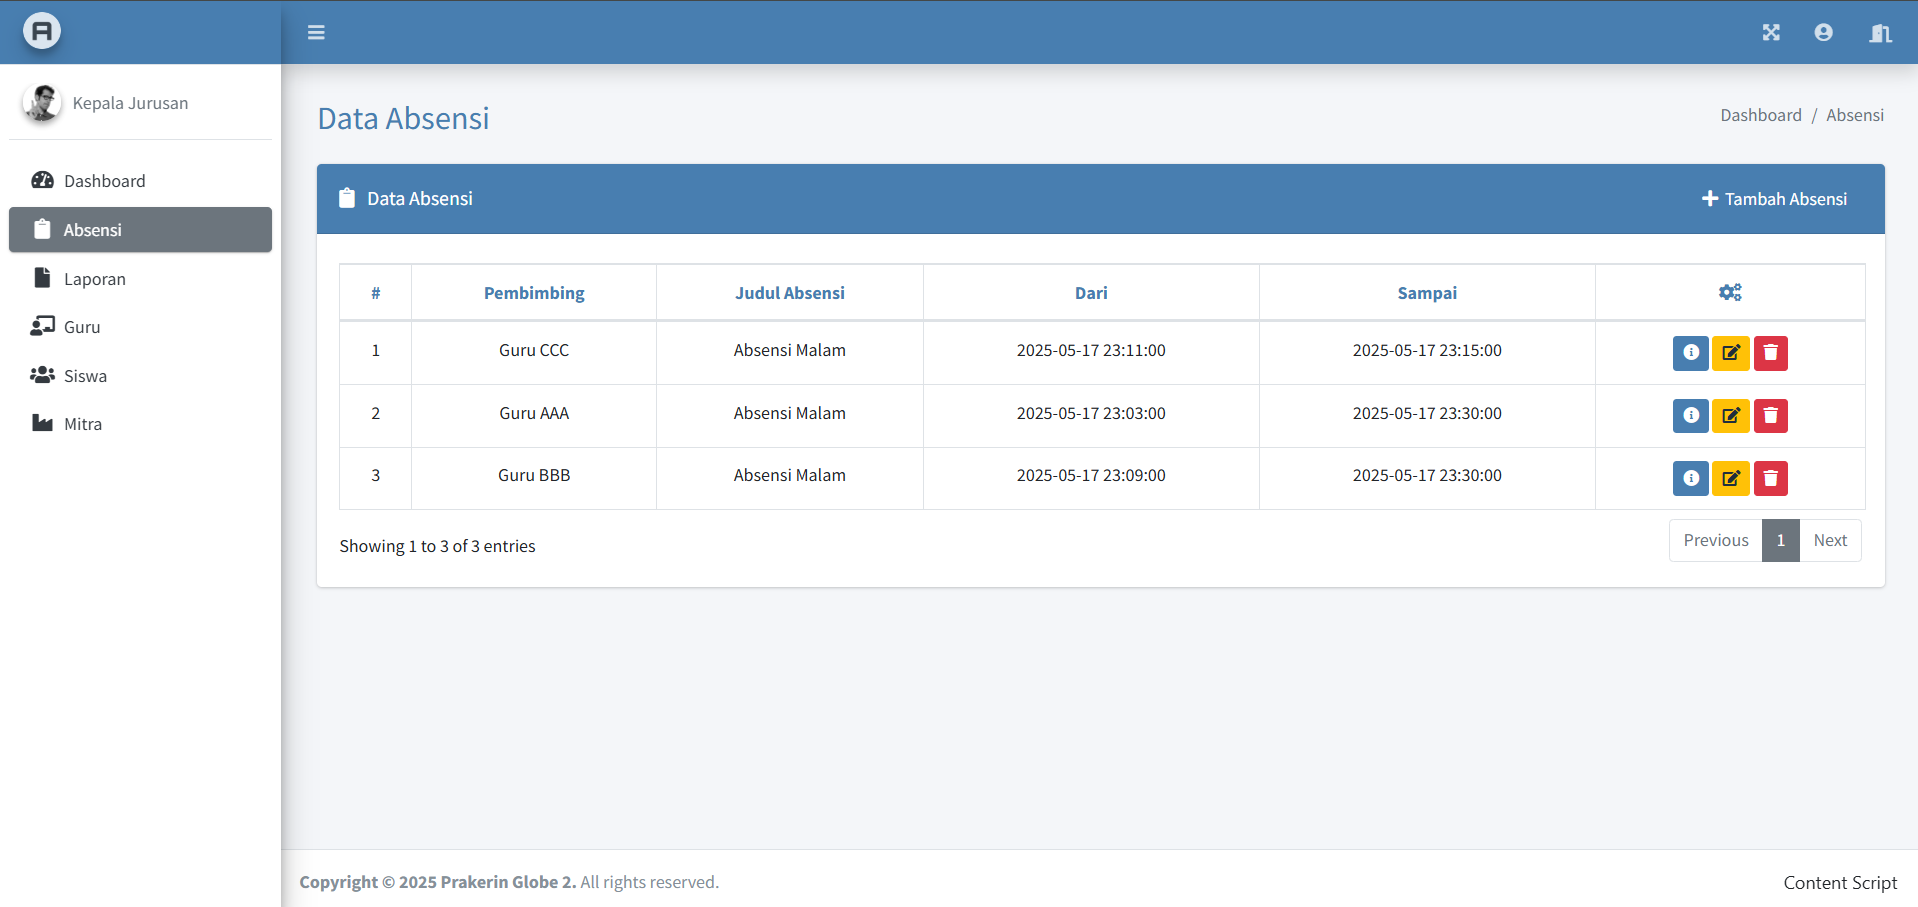 A
Kepala Jurusan
Dashboard
Absensi
Laporan
Guru
Siswa
Mitra
Data Absensi
Dashboard / Absensi
Data Absensi
Tambah Absensi
# Pembimbing Judul Absensi Dari Sampai
1 Guru CCC Absensi Malam 2025-05-17 23:11:00 2025-05-17 23:15:00
2 Guru AAA Absensi Malam 2025-05-17 23:03:00 2025-05-17 23:30:00
3 Guru BBB Absensi Malam 2025-05-17 23:09:00 2025-05-17 23:30:00
Showing 1 to 3 of 3 entries
Previous 1 Next
Copyright © 2025 Prakerin Globe 2. All rights reserved.
Content Script